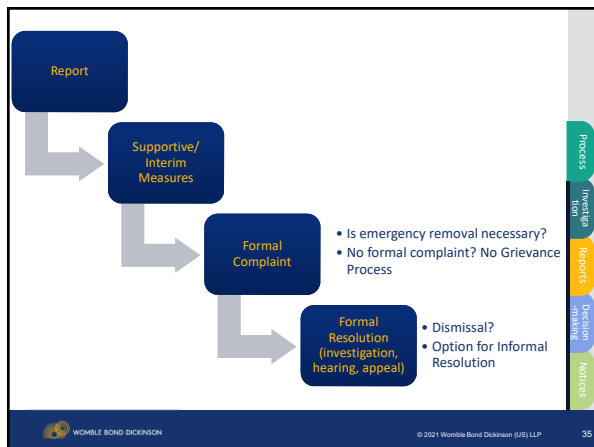 Report
Supportive/
Interim
Measures
Formal
Complaint
• Is emergency removal necessary?
• No formal complaint? No Grievance
Process
Formal
Resolution
(investigation,
hearing, appeal)
• Dismissal?
• Option for Informal
Resolution
Process
Investiga
tion
Reports
Decision
-making
Notices
WOMBLE BOND DICKINSON
© 2021 Womble Bond Dickinson (US) LLP
35